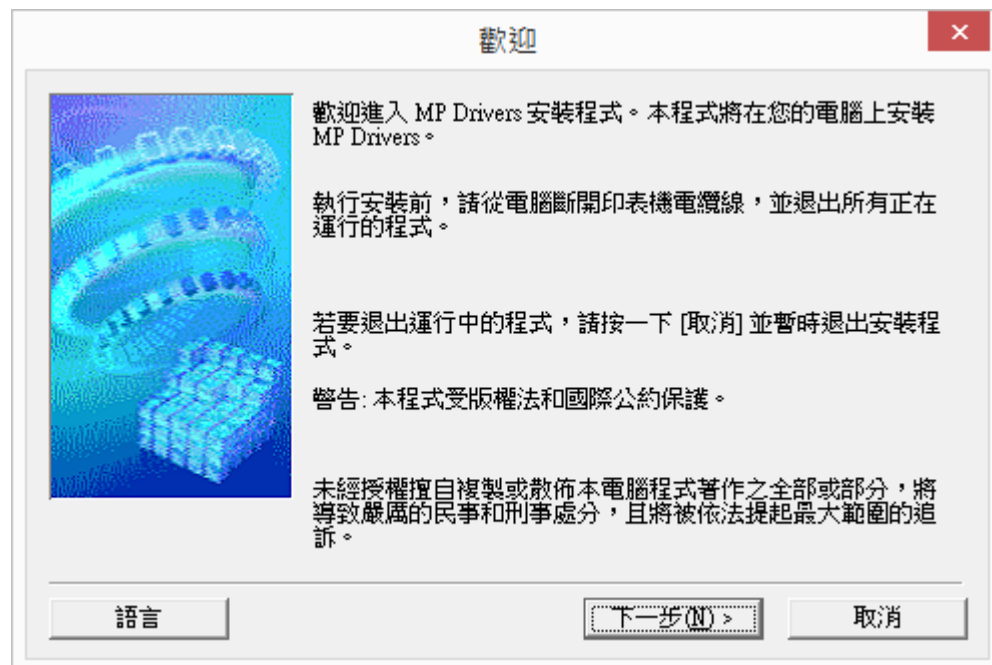 歡迎
歡迎進入 MP Drivers 安裝程式。本程式將在您的電腦上安裝
MP Drivers。
執行安裝前，請從電腦斷開印表機電纜線，並退出所有正在
運行的程式。
若要退出運行中的程式，請按一下 [取消] 並暫時退出安裝程
式。
警告: 本程式受版權法和國際公約保護。
未經授權擅自複製或散佈本電腦程式著作之全部或部分，將
導致嚴厲的民事和刑事處分，且將被依法提起最大範圍的追
訴。
語言
下一步(N) >
取消